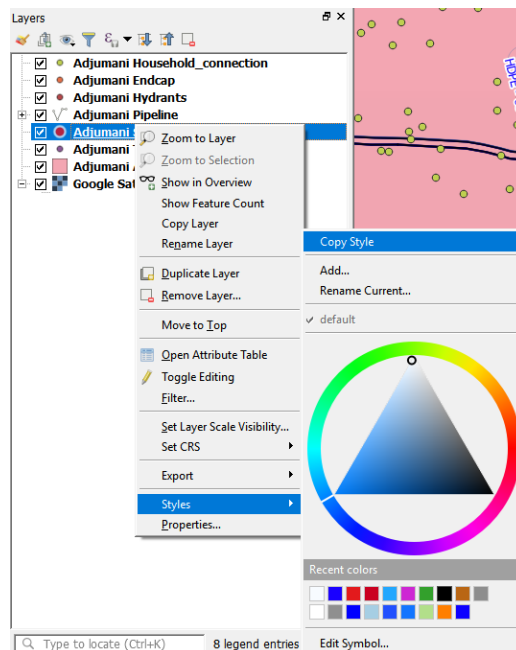 Layers
Adjumani Household_connection
Adjumani Endcap
Adjumani Hydrants
Adjumani Pipeline
Adjumani
Adjumani
Adjumani
Google Sat
Zoom to Layer
Zoom to Selection
Show in Overview
Show Feature Count
Copy Layer
Rename Layer
Duplicate Layer
Remove Layer...
Move to Top
Open Attribute Table
Toggle Editing
Filter...
Set Layer Scale Visibility...
Set CRS
Export
Styles
Properties...
HDPE
Copy Style
Add...
Rename Current...
default
Recent colors
Edit Symbol...
Type to locate (Ctrl+K)
8 legend entries